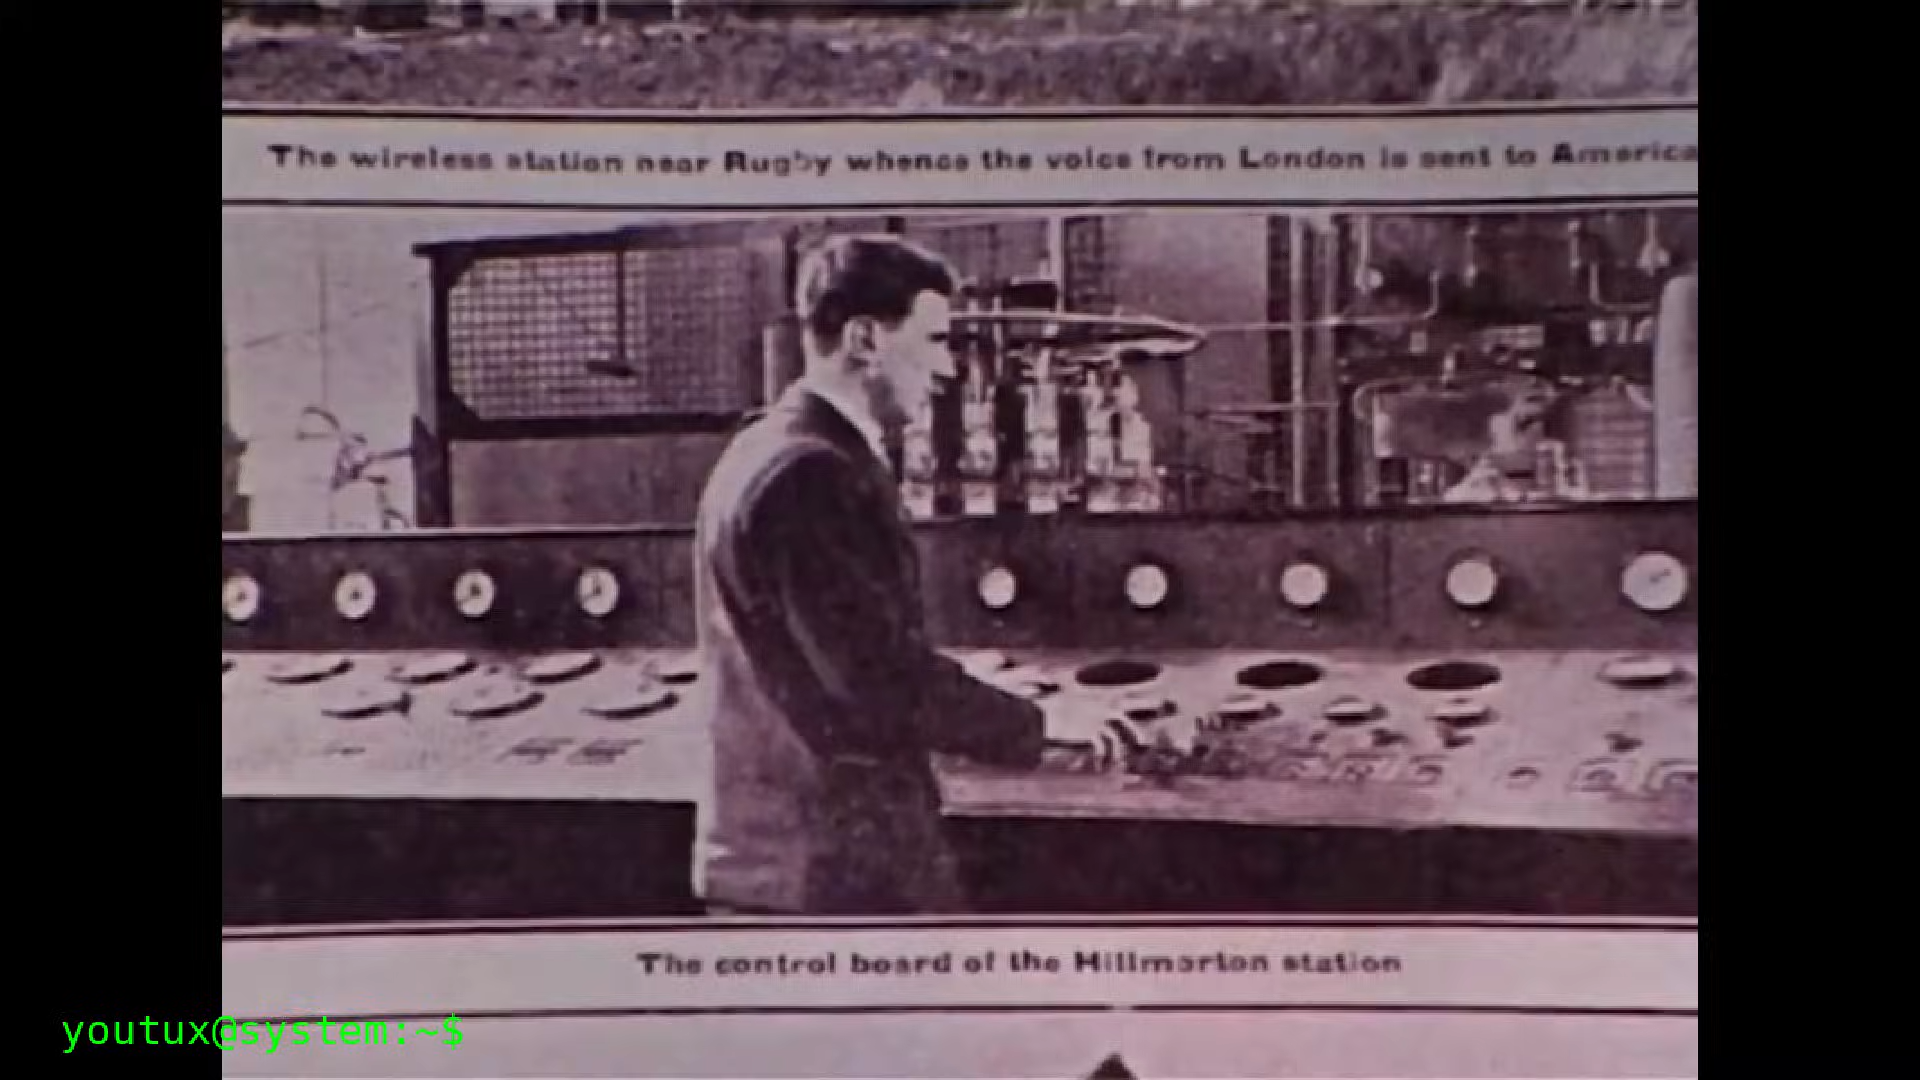 The wireless station near Rugby whence the voice from London is sent to America
The control board of the Hillmorton station
youtux@system:~$